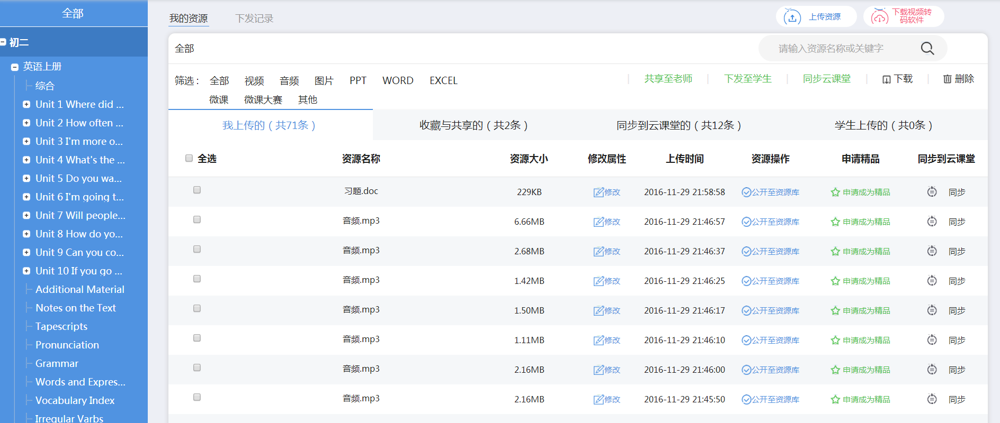 全部
初二
英语上册
综合
Unit 1 Where did ...
Unit 2 How often ...
Unit 3 I'm more o...
Unit 4 What's the ...
Unit 5 Do you wa...
Unit 6 I'm going t...
Unit 7 Will people...
Unit 8 How do yo...
Unit 9 Can you co...
Unit 10 If you go ...
Additional Material
Notes on the Text
Tapescripts
Pronunciation
Grammar
Words and Expres...
Vocabulary Index
Irregular Varbs
我的资源 下发记录
上传资源
下载视频转
码软件
全部
请输入资源名称或关键字
筛选： 全部 视频 音频 图片 PPT WORD EXCEL
微课 微课大赛 其他
共享至老师 下发至学生 同步云课堂 下载 删除
我上传的（共71条） 收藏与共享的（共2条） 同步到云课堂的（共12条） 学生上传的（共0条）
全选 资源名称 资源大小 修改属性 上传时间 资源操作 申请精品 同步到云课堂
习题.doc 229KB 修改 2016-11-29 21:58:58 公开至资源库 申请成为精品 同步
音频.mp3 6.66MB 修改 2016-11-29 21:46:57 公开至资源库 申请成为精品 同步
音频.mp3 2.68MB 修改 2016-11-29 21:46:37 公开至资源库 申请成为精品 同步
音频.mp3 1.42MB 修改 2016-11-29 21:46:25 公开至资源库 申请成为精品 同步
音频.mp3 1.50MB 修改 2016-11-29 21:46:17 公开至资源库 申请成为精品 同步
音频.mp3 1.11MB 修改 2016-11-29 21:46:10 公开至资源库 申请成为精品 同步
音频.mp3 2.16MB 修改 2016-11-29 21:46:00 公开至资源库 申请成为精品 同步
音频.mp3 2.16MB 修改 2016-11-29 21:45:50 公开至资源库 申请成为精品 同步